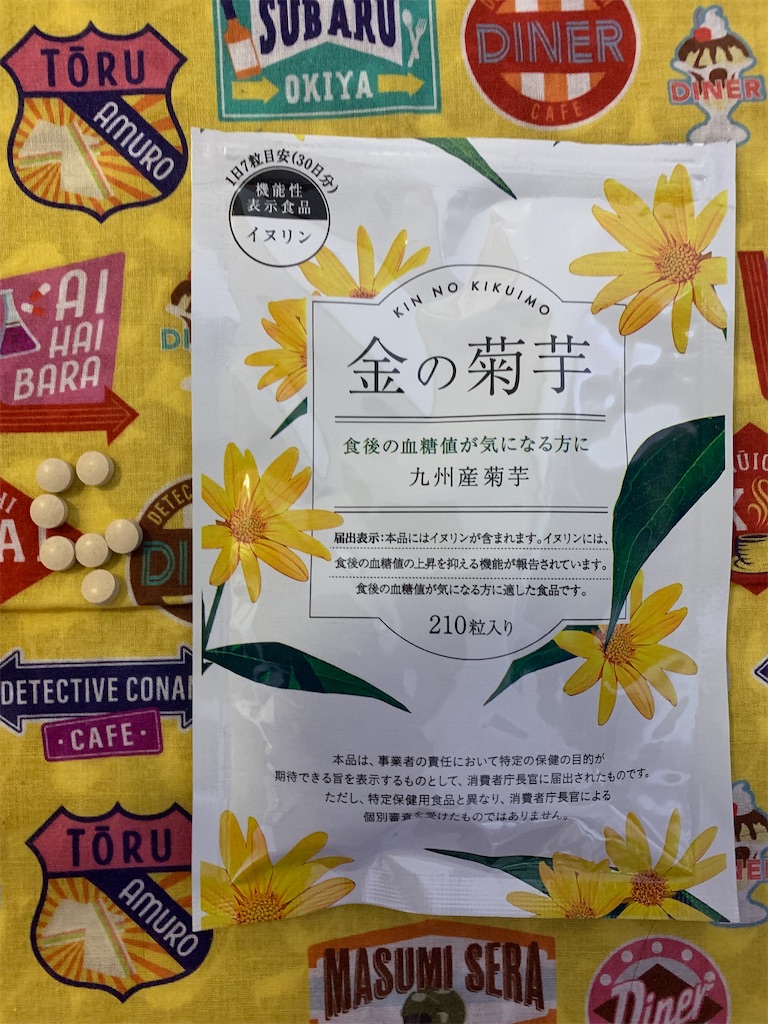 SUBARU
OKIYA
DINER
CAFE
DINER
TŌRU
AMURO
1日7粒目安(30日分)
機能性
表示食品
イヌリン
KIN NO KIKUIMO
金の菊芋
食後の血糖値が気になる方に
九州産菊芋
届出表示:本品にはイヌリンが含まれます。イヌリンには、
食後の血糖値の上昇を抑える機能が報告されています。
食後の血糖値が気になる方に適した食品です。
210粒入り
本品は、事業者の責任において特定の保健の目的が
期待できる旨を表示するものとして、消費者庁長官に届出されたものです。
ただし、特定保健用食品と異なり、消費者庁長官による
個別審査を受けたものではありません。
AI
HAI
BARA
DETECTIVE CONAN
·CAFE·
TŌRU
AMURO
MASUMI SERA
Diner